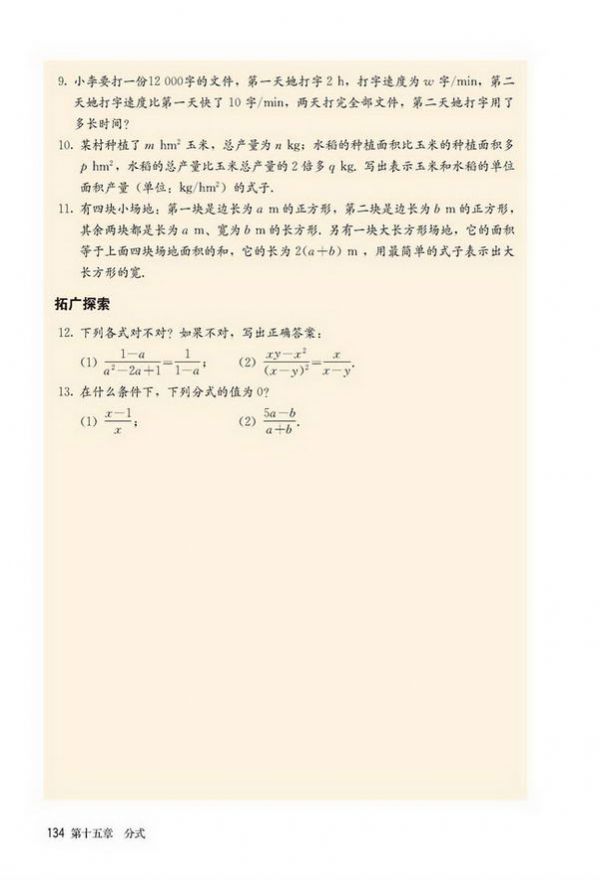 9. 小李要打一份12 000字的文件，第一天她打字 2 h，打字速度为 w 字/min，第二
天她打字速度比第一天快了 10 字/min，两天打完全部文件，第二天她打字用了
多长时间？
10. 某村种植了 m hm² 玉米，总产量为 n kg；水稻的种植面积比玉米的种植面积多
p hm²，水稻的总产量比玉米总产量的 2 倍多 q kg. 写出表示玉米和水稻的单位
面积产量（单位：kg/hm²）的式子.
11. 有四块小场地：第一块是边长为 a m 的正方形，第二块是边长为 b m 的正方形，
其余两块都是长为 a m、宽为 b m 的长方形. 另有一块大长方形场地，它的面积
等于上面四块场地面积的和，它的长为 2(a+b) m，用最简单的式子表示出大
长方形的宽.
拓广探索
12. 下列各式对不对？如果不对，写出正确答案：
(1) (1-a)/(a²-2a+1)=1/(1-a)； (2) (xy-x²)/(x-y)²=x/(x-y).
13. 在什么条件下，下列分式的值为 0？
(1) (x-1)/x； (2) (5a-b)/(a+b).
134 第十五章 分式